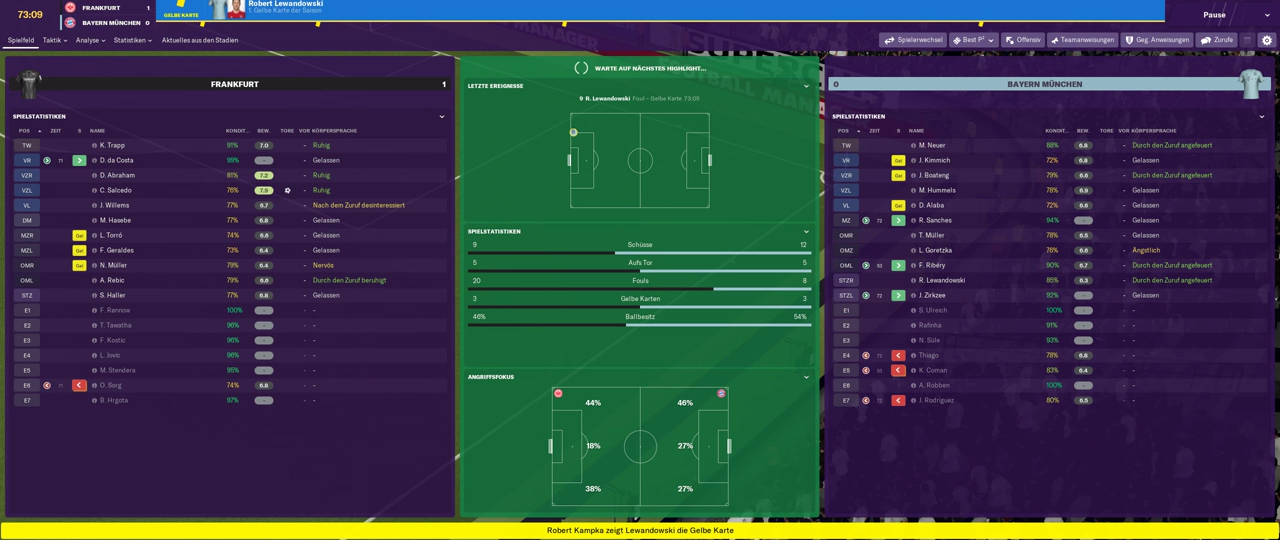 73:09
FRANKFURT 1
BAYERN MÜNCHEN 0
GELBE KARTE
Robert Lewandowski
1. Gelbe Karte der Saison
Pause
Spielfeld Taktik Analyse Statistiken Aktuelles aus den Stadien
Spielerwechsel Best P² Offensiv Teamanweisungen Geg. Anweisungen Zurufe
FRANKFURT 1
SPIELSTATISTIKEN
POS ZEIT S NAME KONDIT... BEW. TORE VOR KÖRPERSPRACHE
TW K. Trapp 91% 7.0 - Ruhig
VR 71 D. da Costa 99% - - Gelassen
VZR D. Abraham 81% 7.2 - Ruhig
VZL C. Salcedo 76% 7.9 - Ruhig
VL J. Willems 77% 6.7 - Nach dem Zuruf desinteressiert
DM M. Hasebe 77% 6.8 - Gelassen
MZR Gel L. Torró 74% 6.6 - Gelassen
MZL Gel F. Geraldes 73% 6.4 - Gelassen
OMR Gel N. Müller 79% 6.4 - Nervös
OML A. Rebic 79% 6.6 - Durch den Zuruf beruhigt
STZ S. Haller 77% 6.8 - Gelassen
E1 F. Rønnow 100% - - -
E2 T. Tawatha 96% - - -
E3 F. Kostic 96% - - -
E4 L. Jovic 96% - - -
E5 M. Stendera 95% - - -
E6 71 O. Sorg 74% 6.8 - -
E7 B. Hrgota 97% - - -
WARTE AUF NÄCHSTES HIGHLIGHT...
LETZTE EREIGNISSE
9 R. Lewandowski Foul - Gelbe Karte 73:09
SPIELSTATISTIKEN
9 Schüsse 12
5 Aufs Tor 5
20 Fouls 8
3 Gelbe Karten 3
46% Ballbesitz 54%
ANGRIFFSFOKUS
44% 46%
18% 27%
38% 27%
0 BAYERN MÜNCHEN
SPIELSTATISTIKEN
POS ZEIT S NAME KONDIT... BEW. TORE VOR KÖRPERSPRACHE
TW M. Neuer 88% 6.8 - Durch den Zuruf angefeuert
VR Gel J. Kimmich 72% 6.8 - Gelassen
VZR Gel J. Boateng 79% 6.6 - Durch den Zuruf angefeuert
VZL M. Hummels 78% 6.9 - Gelassen
VL Gel D. Alaba 72% 6.6 - Gelassen
MZ 72 R. Sanches 94% - - Gelassen
OMR T. Müller 78% 6.5 - Gelassen
OMZ L. Goretzka 76% 6.6 - Ängstlich
OML F. Ribéry 90% 6.7 - Durch den Zuruf angefeuert
STZR R. Lewandowski 85% 6.3 - Durch den Zuruf angefeuert
STZL 72 J. Zirkzee 92% - - Gelassen
E1 S. Ulreich 100% - - -
E2 Rafinha 91% - - -
E3 N. Süle 93% - - -
E4 72 Thiago 78% 6.8 - -
E5 K. Coman 83% 6.4 - -
E6 A. Robben 100% - - -
E7 72 J. Rodríguez 80% 6.5 - -
Robert Kampka zeigt Lewandowski die Gelbe Karte